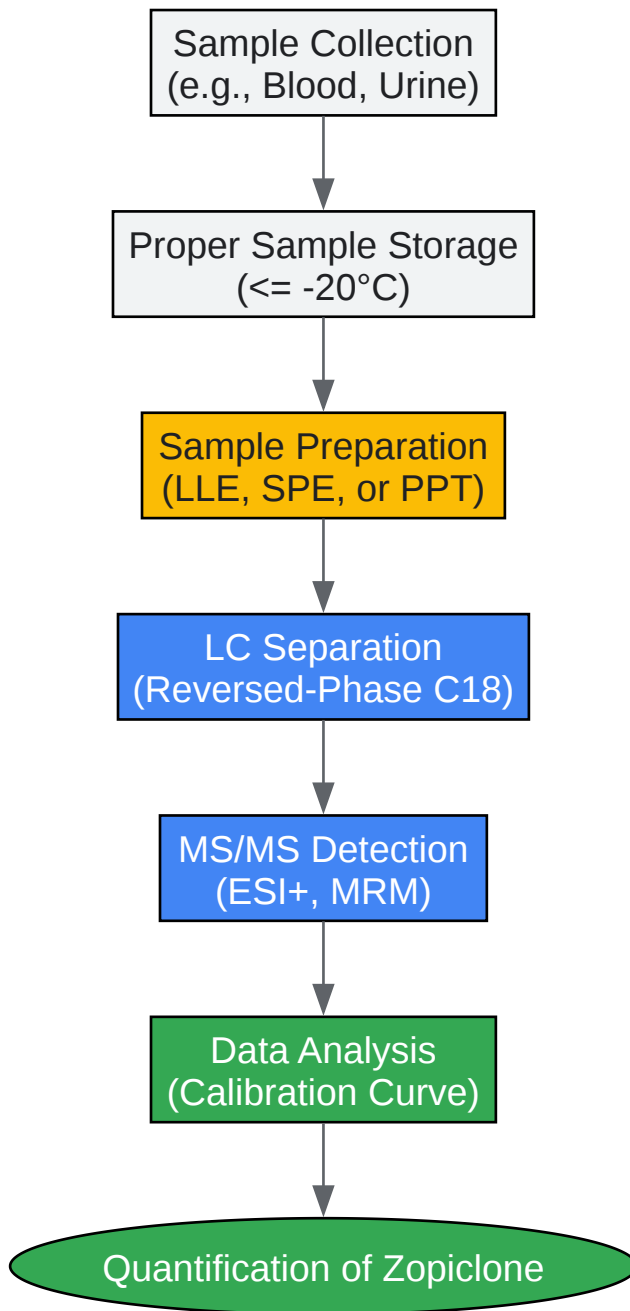 Sample Collection
(e.g., Blood, Urine)
Proper Sample Storage
(<= -20°C)
Sample Preparation
(LLE, SPE, or PPT)
LC Separation
(Reversed-Phase C18)
MS/MS Detection
(ESI+, MRM)
Data Analysis
(Calibration Curve)
Quantification of Zopiclone